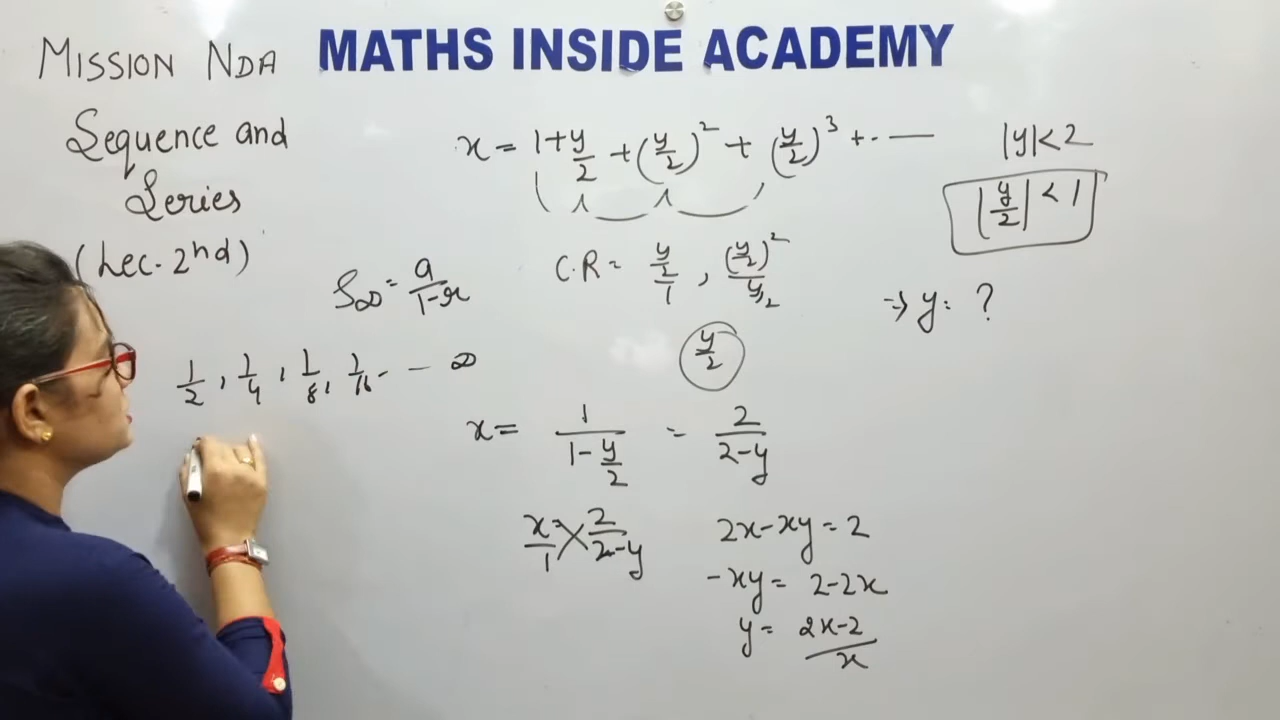 MISSION NDA
MATHS INSIDE ACADEMY
Sequence and
Series
(Lec. 2nd)
x = 1 + y/2 + (y/2)^2 + (y/2)^3 + . . —
|y| < 2
|y/2| < 1
S∞ = a/(1-r)
C.R = (y/2)/1 , (y/2)^2/(y/2)
⇒ y = ?
y/2
1/2 , 1/4 , 1/8 , 1/16 - - — ∞
x = 1/(1 - y/2) = 2/(2-y)
x/1 = 2/(2-y)
2x - xy = 2
-xy = 2-2x
y = (2x-2)/x